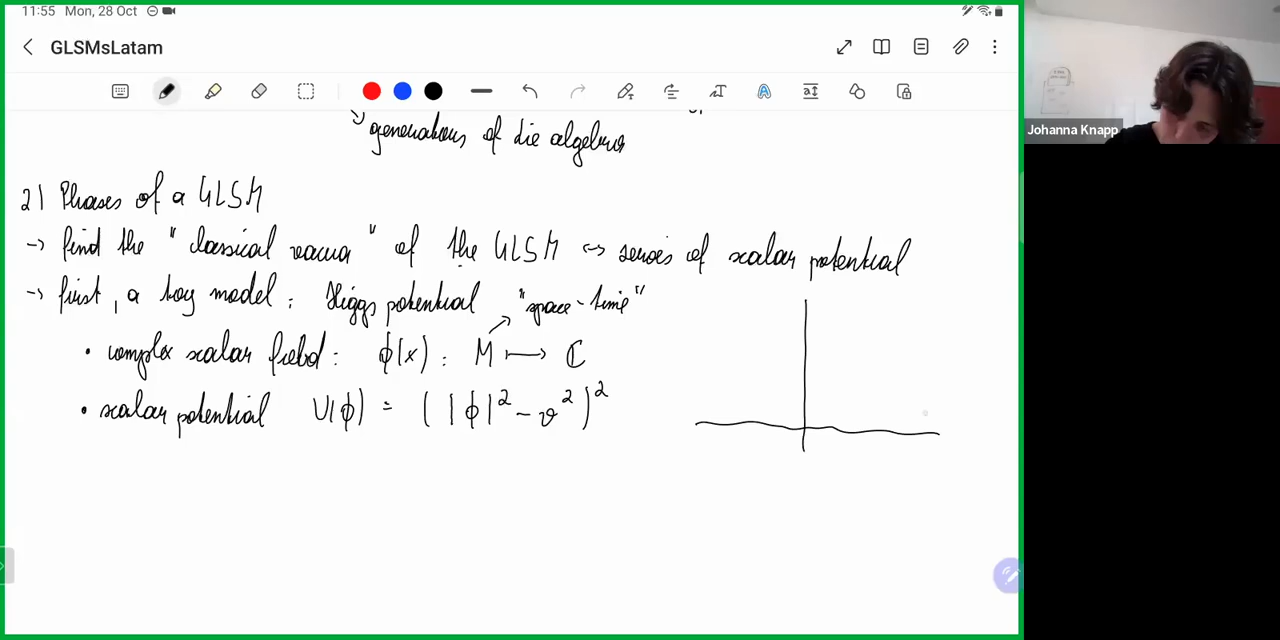 11:55 Mon, 28 Oct
GLSMsLatam
Johanna Knapp
generators of Lie algebra
2) Phases of a GLSM
→ find the "classical vacua" of the GLSM ↔ zeroes of scalar potential
→ first, a toy model: Higgs potential "space-time"
• complex scalar field: ϕ(x): M ⟼ ℂ
• scalar potential U(ϕ) = ( |ϕ|² - v² )²